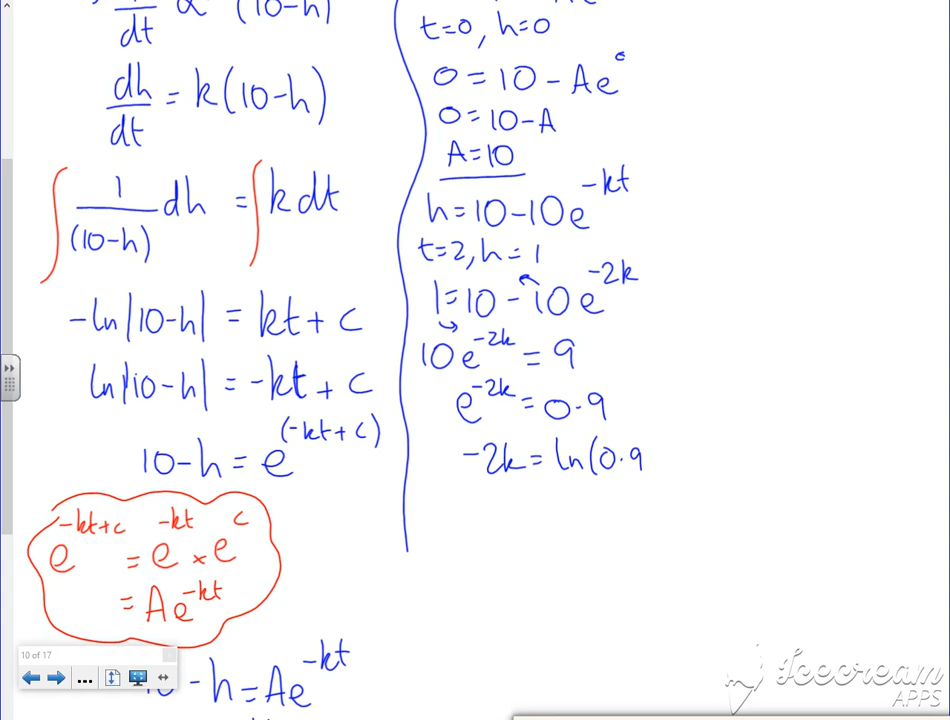 dt ∝ (10-h)
dh/dt = k(10-h)
∫ 1/(10-h) dh = ∫ k dt
-ln|10-h| = kt + c
ln|10-h| = -kt + c
10-h = e^(-kt+c)
e^-kt+c = e^-kt × e^c
= Ae^-kt
-h = Ae^-kt
t=0, h=0
0 = 10 - Ae^0
0 = 10 - A
A = 10
h = 10 - 10e^-kt
t=2, h=1
1 = 10 - 10e^-2k
10e^-2k = 9
e^-2k = 0.9
-2k = ln(0.9
10 of 17
...
Icecream
APPS